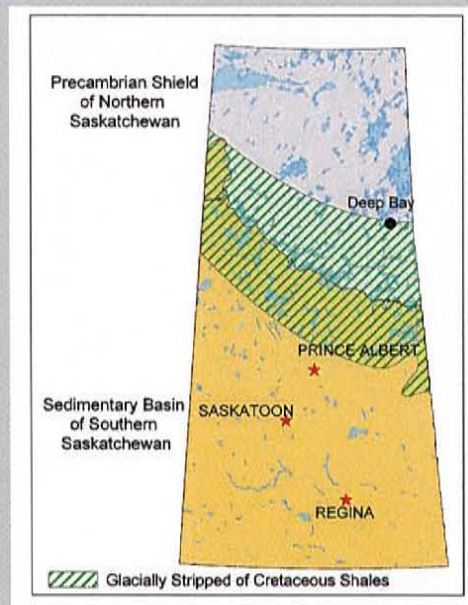 Precambrian Shield
of Northern
Saskatchewan
Deep Bay
PRINCE ALBERT
Sedimentary Basin
of Southern
Saskatchewan
SASKATOON
REGINA
Glacially Stripped of Cretaceous Shales